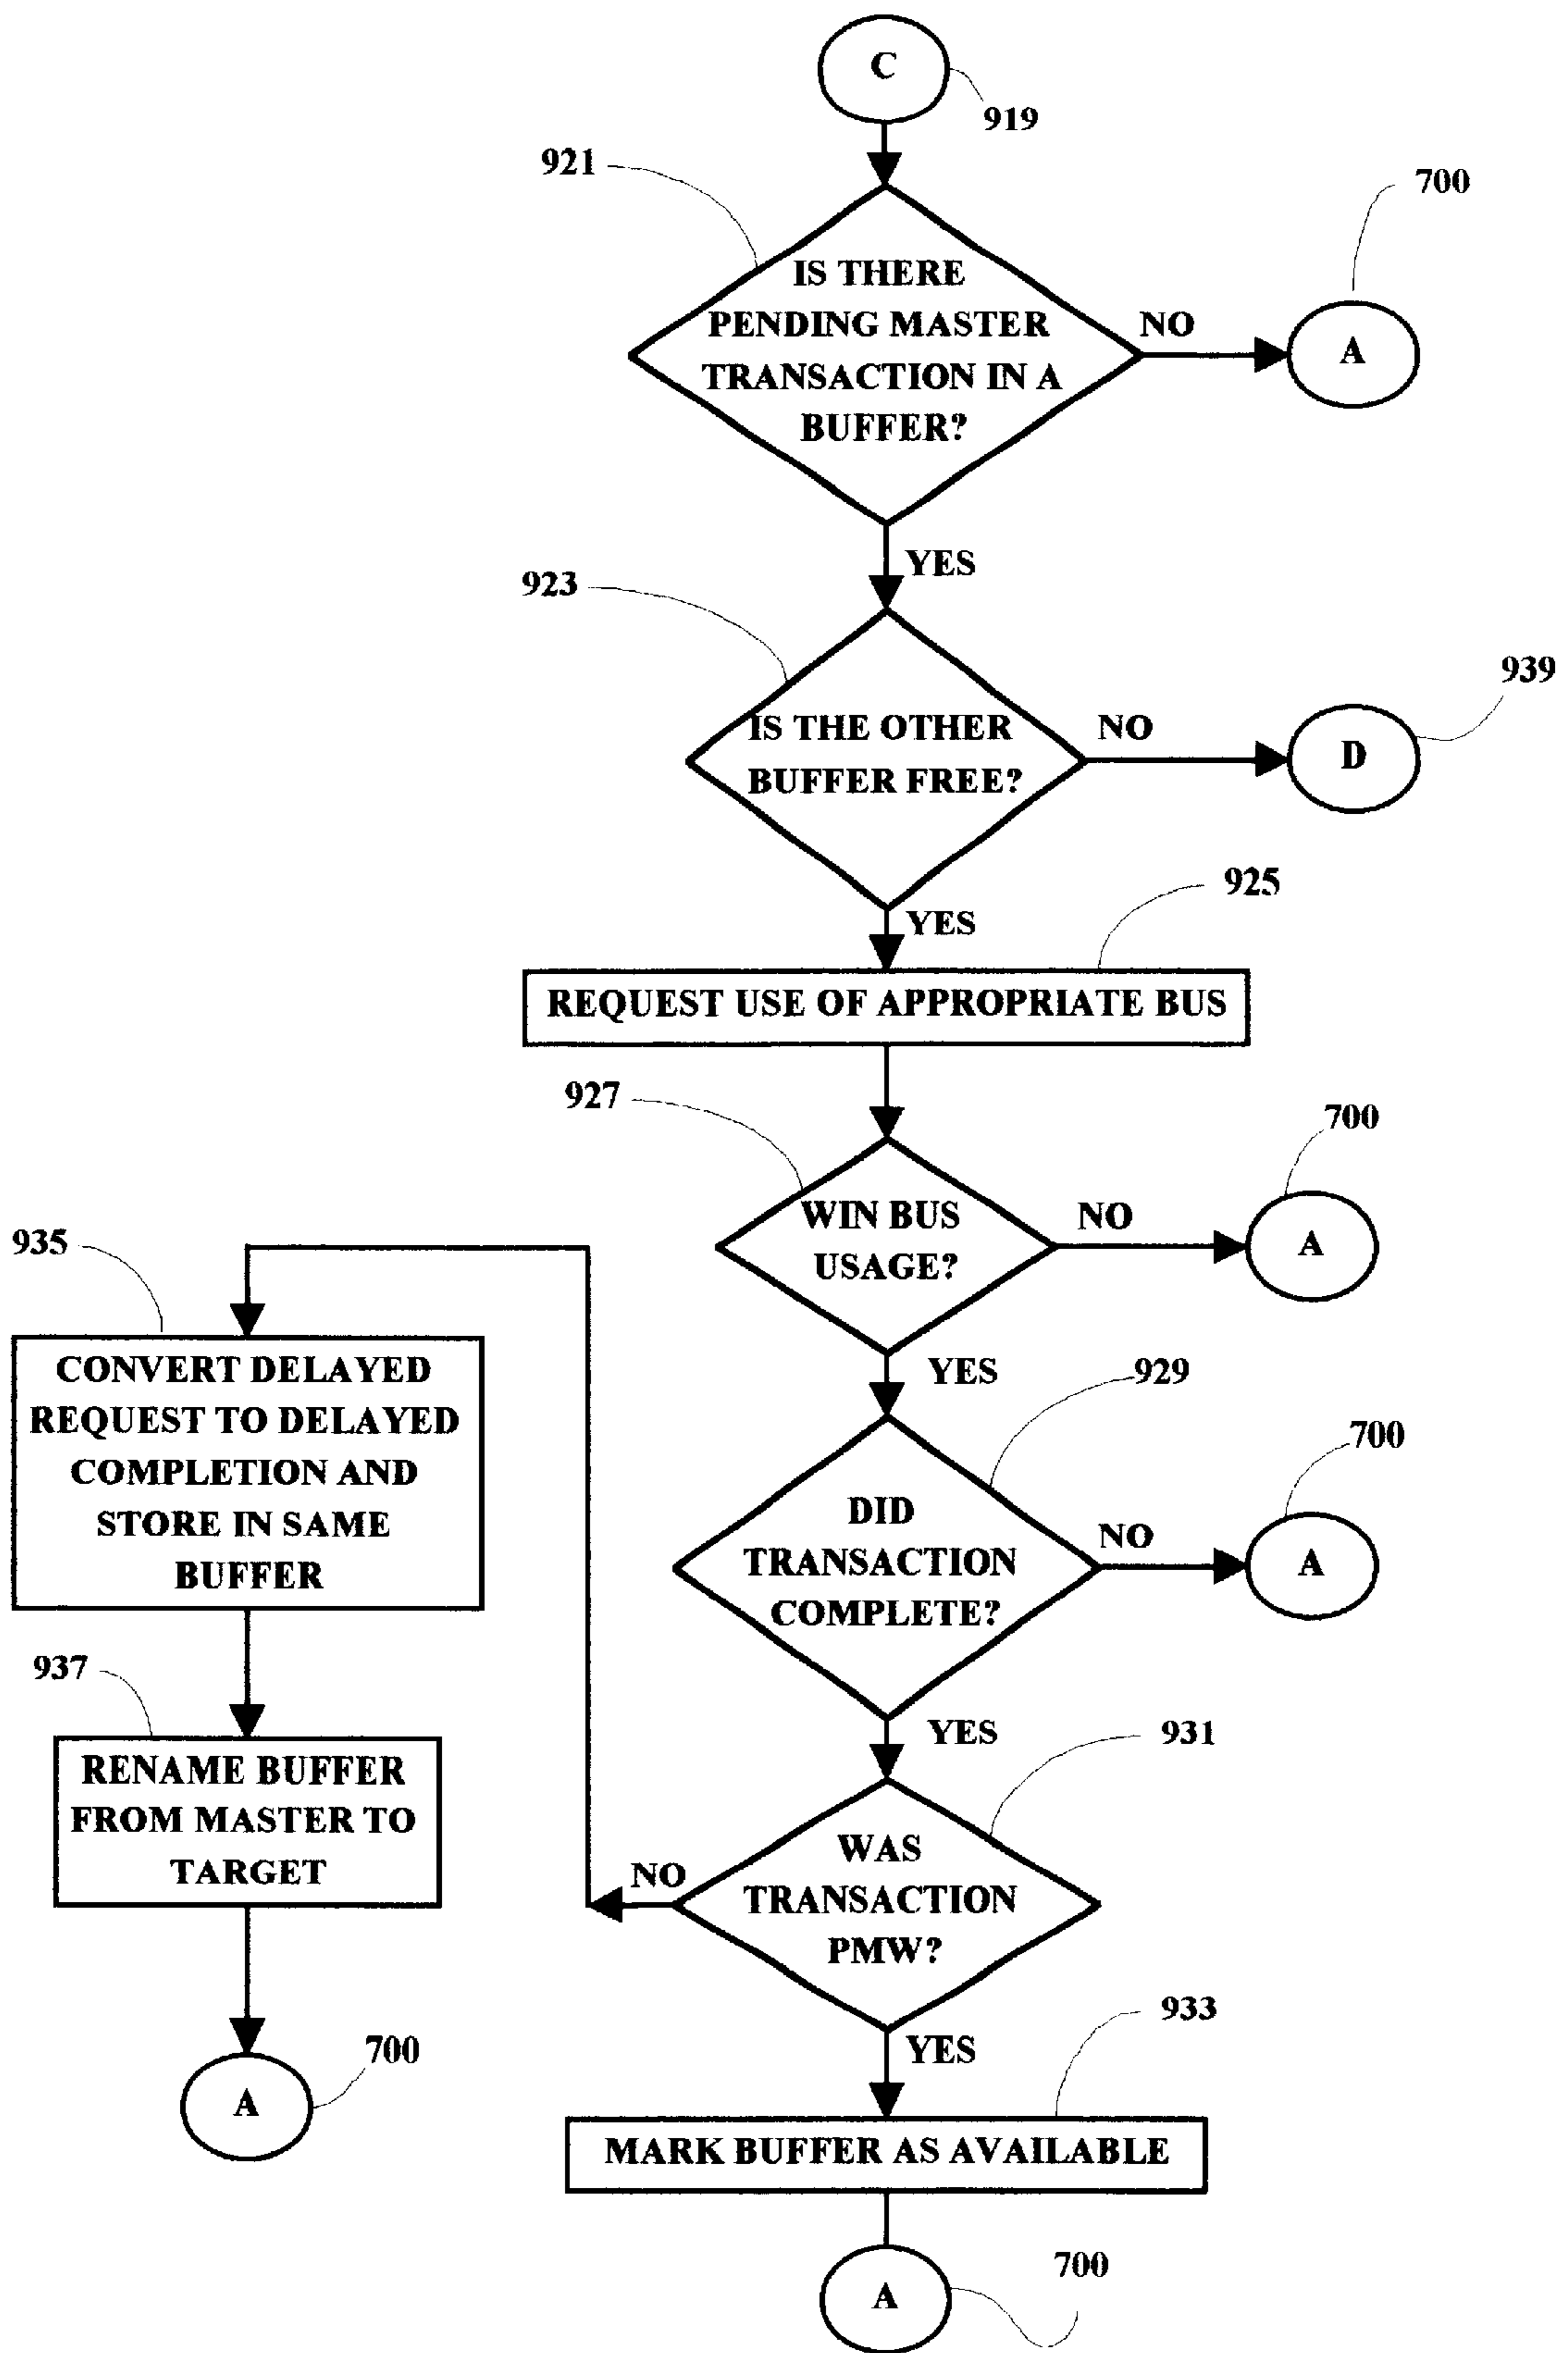 C
919
921
700
IS THERE
PENDING MASTER
TRANSACTION IN A
BUFFER?
NO
A
YES
923
939
IS THE OTHER
BUFFER FREE?
NO
D
YES
925
REQUEST USE OF APPROPRIATE BUS
927
700
WIN BUS
USAGE?
NO
A
YES
929
700
DID
TRANSACTION
COMPLETE?
NO
A
YES
931
WAS
TRANSACTION
PMW?
NO
935
CONVERT DELAYED
REQUEST TO DELAYED
COMPLETION AND
STORE IN SAME
BUFFER
937
RENAME BUFFER
FROM MASTER TO
TARGET
700
A
YES
933
MARK BUFFER AS AVAILABLE
700
A